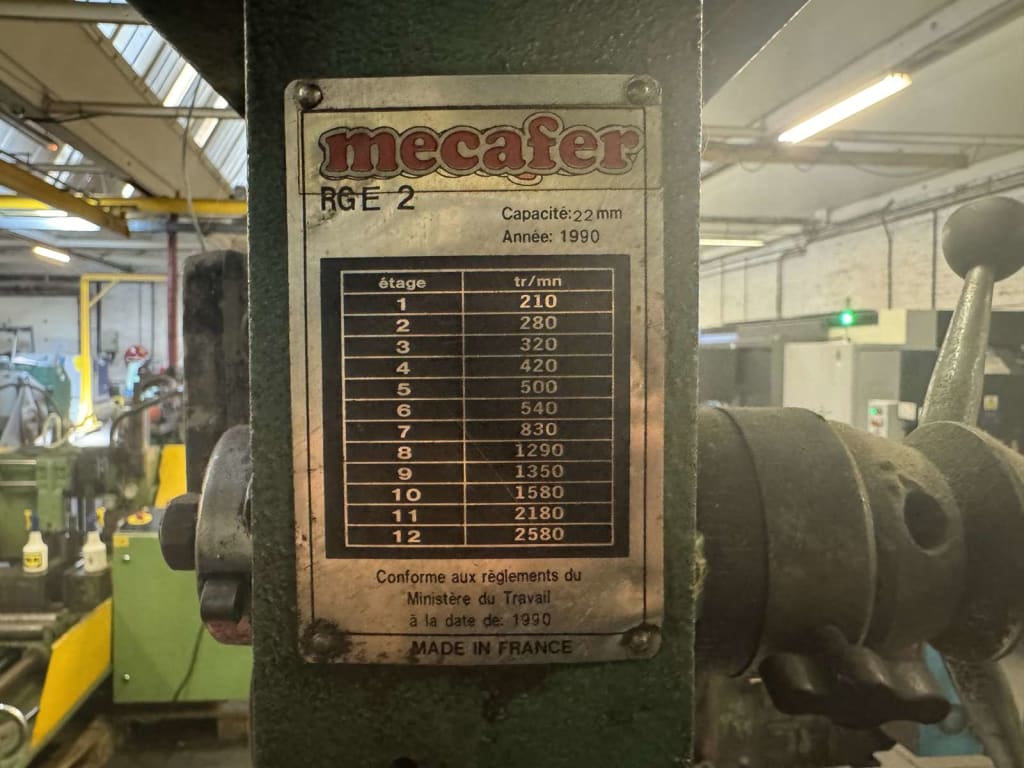 mecafer
RGE 2
Capacité: 22 mm
Année: 1990
étage tr/mn
1 210
2 280
3 320
4 420
5 500
6 540
7 830
8 1290
9 1350
10 1580
11 2180
12 2580
Conforme aux règlements du
Ministère du Travail
à la date de: 1990
MADE IN FRANCE